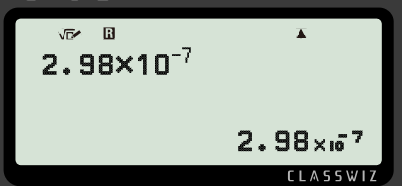 √▱ R ▲
2.98×10⁻⁷
2.98×10⁻⁷
CLASSWIZ